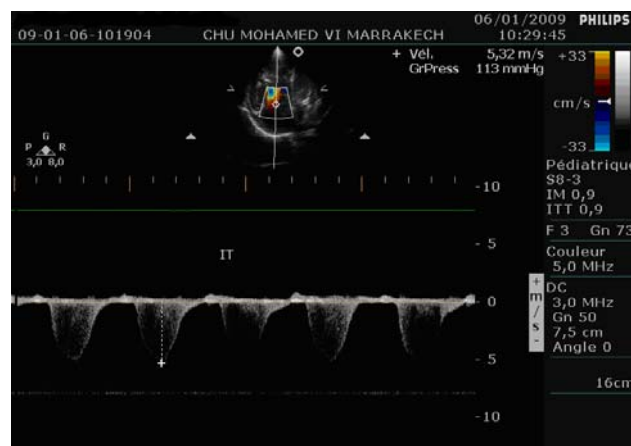 06/01/2009 PHILIPS
09-01-06-101904 CHU MOHAMED VI MARRAKECH 10:29:45
+ Vél. 5,32 m/s
GrPress 113 mmHg
+33
cm/s
-33
G
P R
3,0 8,0
Pédiatrique
S8-3
IM 0,9
ITT 0,9
F 3 Gn 73
Couleur
5,0 MHz
DC
3,0 MHz
Gn 50
7,5 cm
Angle 0
16cm
- 10
- 5
IT
- 0
+
m
/
s
-
- 5
- 10